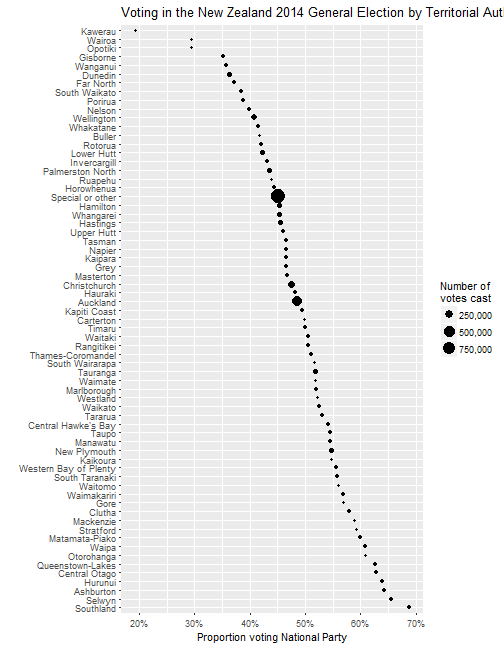 Voting in the New Zealand 2014 General Election by Territorial Aut
Kawerau
Wairoa
Opotiki
Gisborne
Wanganui
Dunedin
Far North
South Waikato
Porirua
Nelson
Wellington
Whakatane
Buller
Rotorua
Lower Hutt
Invercargill
Palmerston North
Ruapehu
Horowhenua
Special or other
Hamilton
Whangarei
Hastings
Upper Hutt
Tasman
Napier
Kaipara
Grey
Masterton
Christchurch
Hauraki
Auckland
Kapiti Coast
Carterton
Timaru
Waitaki
Rangitikei
Thames-Coromandel
South Wairarapa
Tauranga
Waimate
Marlborough
Westland
Waikato
Tararua
Central Hawke's Bay
Taupo
Manawatu
New Plymouth
Kaikoura
Western Bay of Plenty
South Taranaki
Waitomo
Waimakariri
Gore
Clutha
Mackenzie
Stratford
Matamata-Piako
Waipa
Otorohanga
Queenstown-Lakes
Central Otago
Hurunui
Ashburton
Selwyn
Southland
20% 30% 40% 50% 60% 70%
Proportion voting National Party
Number of
votes cast
250,000
500,000
750,000